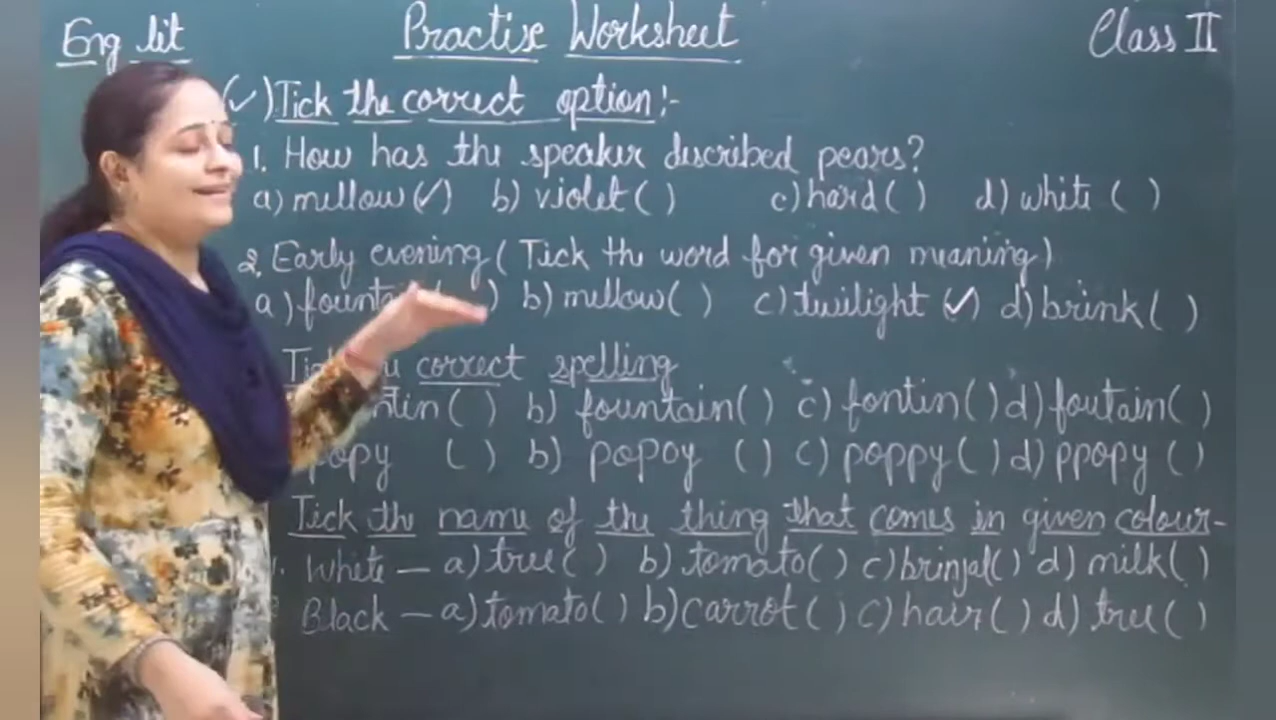 Eng lit Practise Worksheet Class II
(✓) Tick the correct option:-
1. How has the speaker described pears?
a) mellow (✓) b) violet ( ) c) hard ( ) d) white ( )
2. Early evening (Tick the word for given meaning)
a) ) b) mellow ( ) c) twilight (✓) d) brink ( )
correct spelling
( ) b) fountain ( ) c) fontin ( ) d) foutain ( )
( ) b) popoy ( ) c) poppy ( ) d) ppopy ( )
Tick the name of the thing that comes in given colour-
White — a) tree ( ) b) tomato ( ) c) brinjal ( ) d) milk ( )
Black — a) tomato ( ) b) carrot ( ) c) hair ( ) d) tree ( )